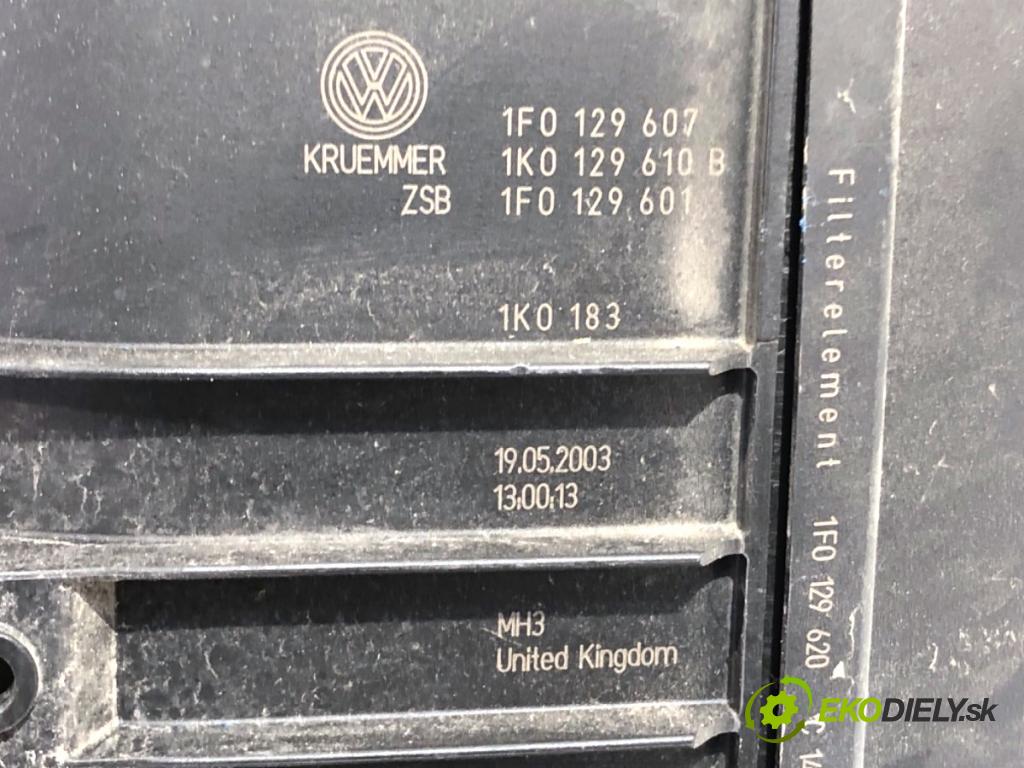 1F0 129 607
KRUEMMER 1K0 129 610 B
ZSB 1F0 129 601
1K0 183
19.05.2003
13:00:13
MH3
United Kingdom
Filterelement 1F0 129 620
EKODIELY.sk